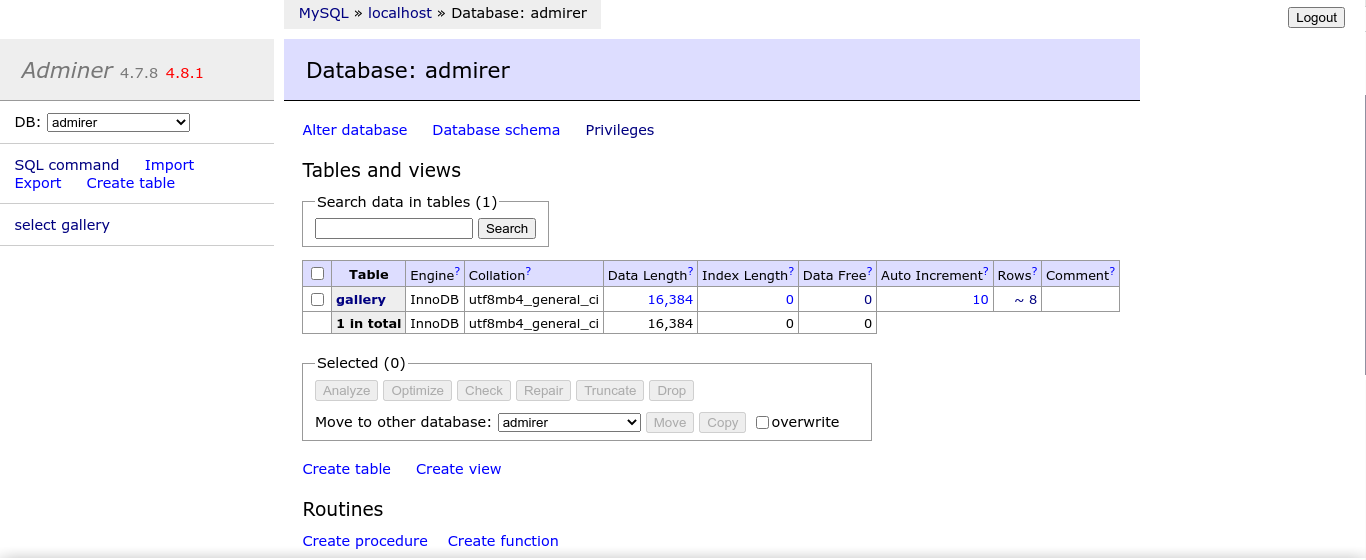 MySQL » localhost » Database: admirer
Logout
Adminer 4.7.8 4.8.1
DB: admirer
SQL command Import
Export Create table
select gallery
Database: admirer
Alter database Database schema Privileges
Tables and views
Search data in tables (1)
Search
Table Engine? Collation? Data Length? Index Length? Data Free? Auto Increment? Rows? Comment?
gallery InnoDB utf8mb4_general_ci 16,384 0 0 10 ~ 8
1 in total InnoDB utf8mb4_general_ci 16,384 0 0
Selected (0)
Analyze Optimize Check Repair Truncate Drop
Move to other database: admirer Move Copy overwrite
Create table Create view
Routines
Create procedure Create function